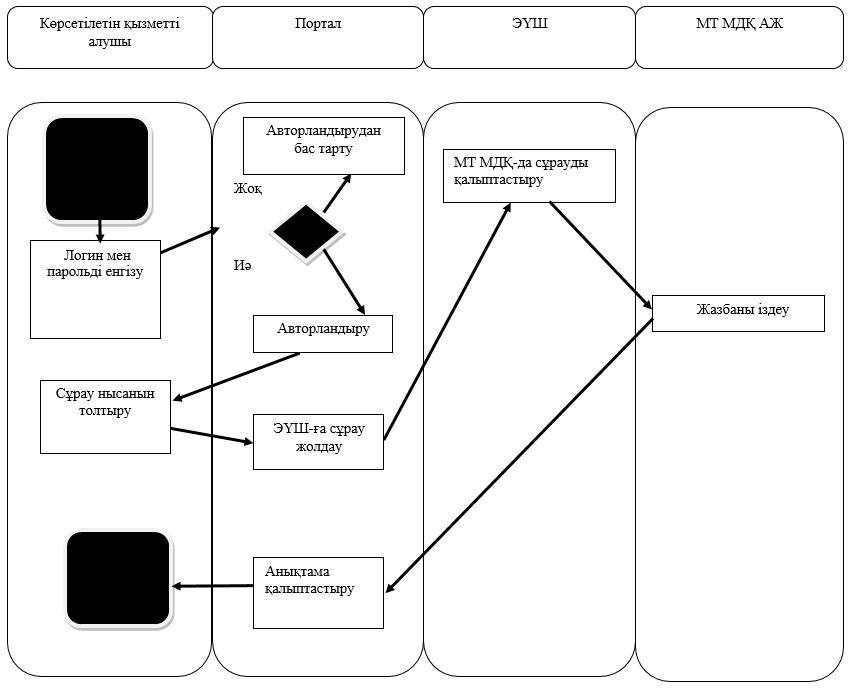 Көрсетілетін қызметті
алушы
Портал
ЭҮШ
МТ МДҚ АЖ
Авторландырудан
бас тарту
МТ МДҚ-да сұрауды
қалыптастыру
Жоқ
Логин мен
парольді енгізу
Иә
Жазбаны іздеу
Авторландыру
Сұрау нысанын
толтыру
ЭҮШ-ға сұрау
жолдау
Анықтама
қалыптастыру